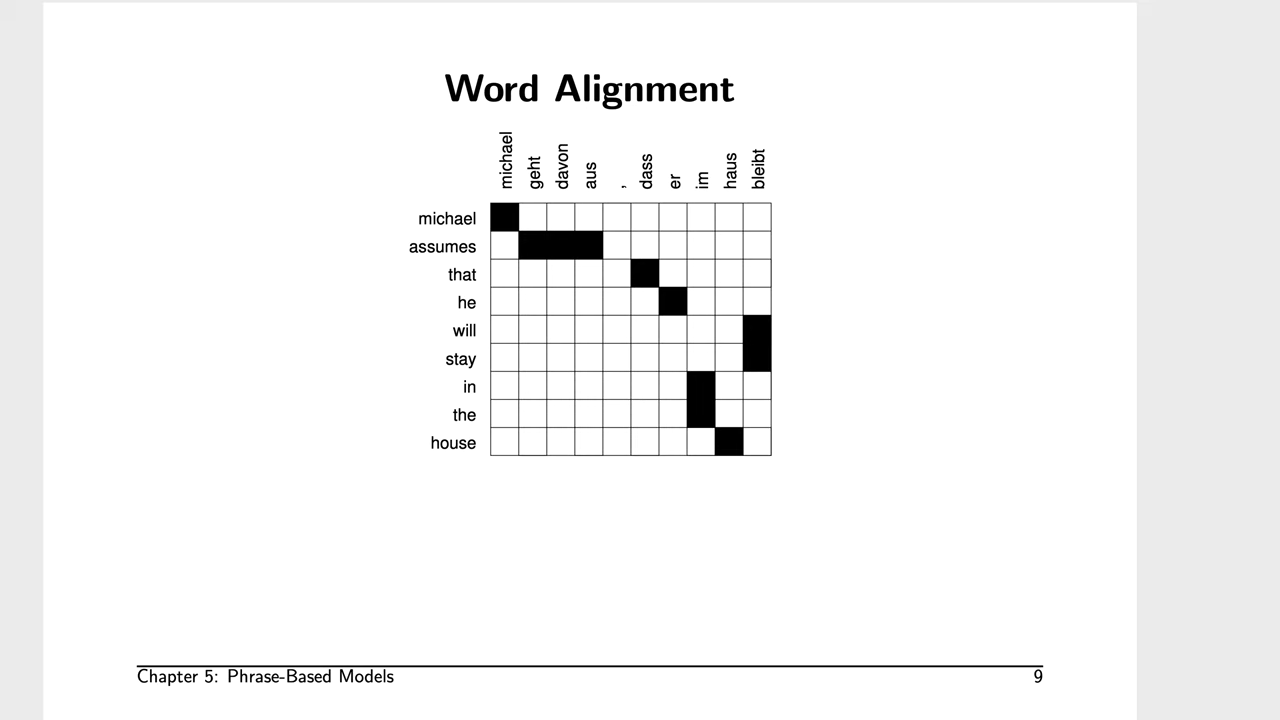 Word Alignment
michael geht davon aus , dass er im haus bleibt
michael
assumes
that
he
will
stay
in
the
house
Chapter 5: Phrase-Based Models 9